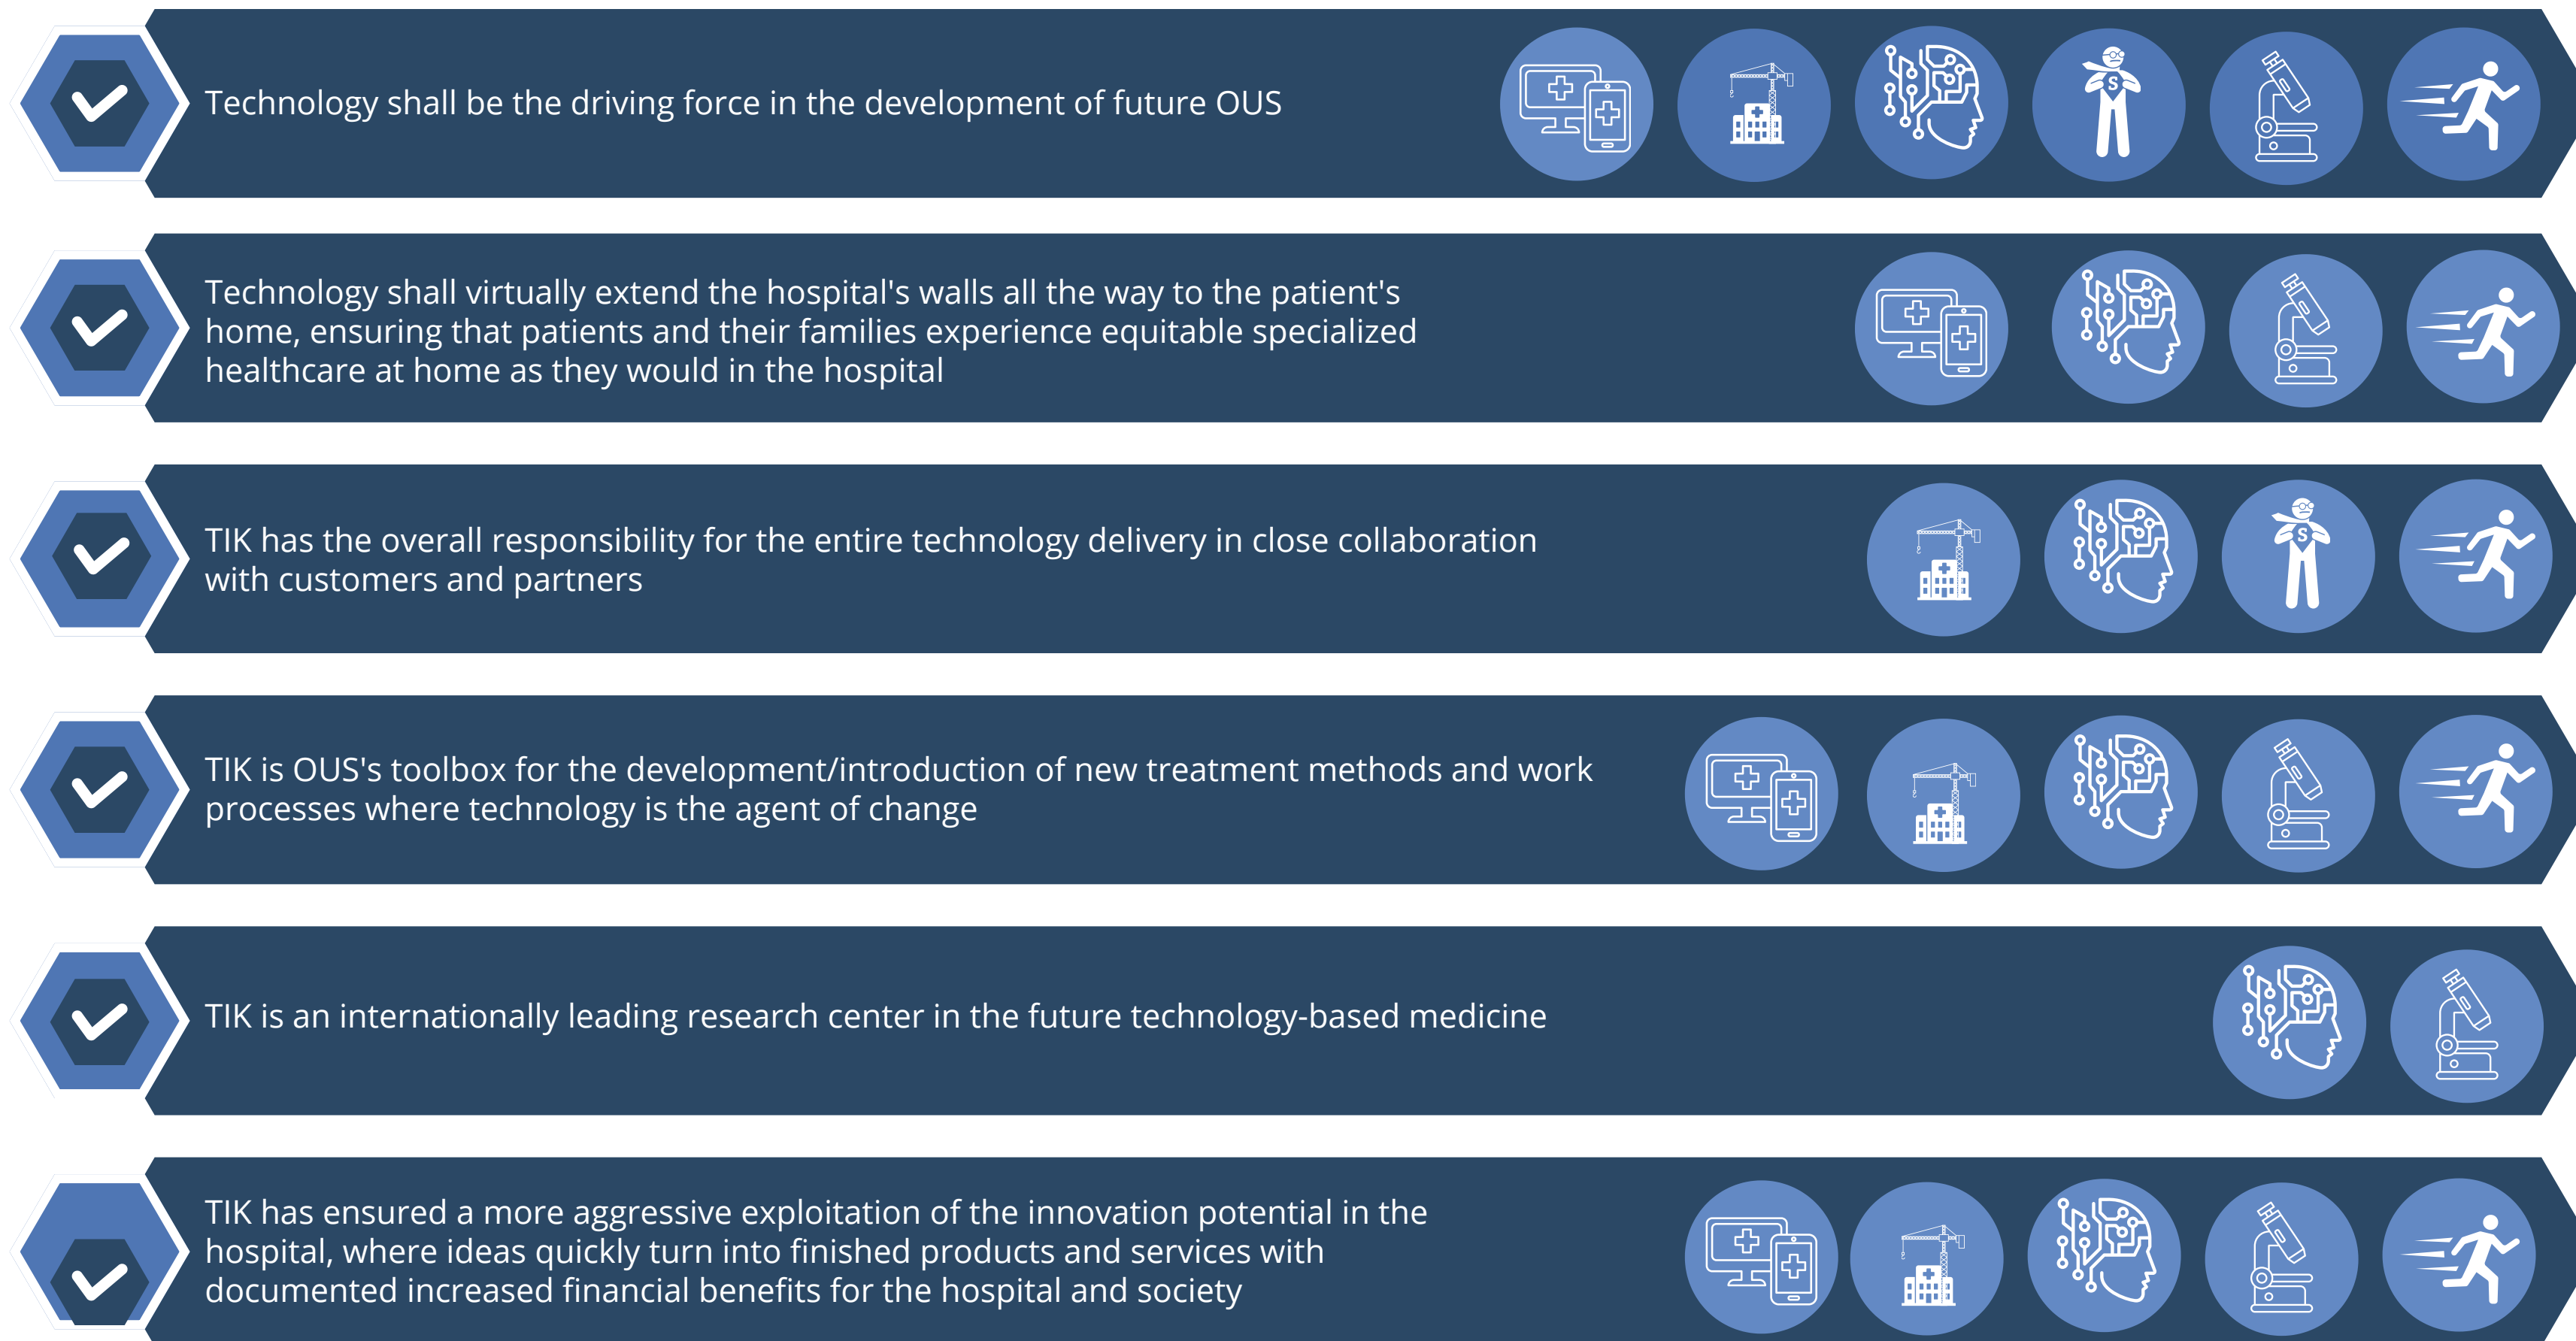 Technology shall be the driving force in the development of future OUS
Technology shall virtually extend the hospital's walls all the way to the patient's
home, ensuring that patients and their families experience equitable specialized
healthcare at home as they would in the hospital
TIK has the overall responsibility for the entire technology delivery in close collaboration
with customers and partners
TIK is OUS's toolbox for the development/introduction of new treatment methods and work
processes where technology is the agent of change
TIK is an internationally leading research center in the future technology-based medicine
TIK has ensured a more aggressive exploitation of the innovation potential in the
hospital, where ideas quickly turn into finished products and services with
documented increased financial benefits for the hospital and society
S
S